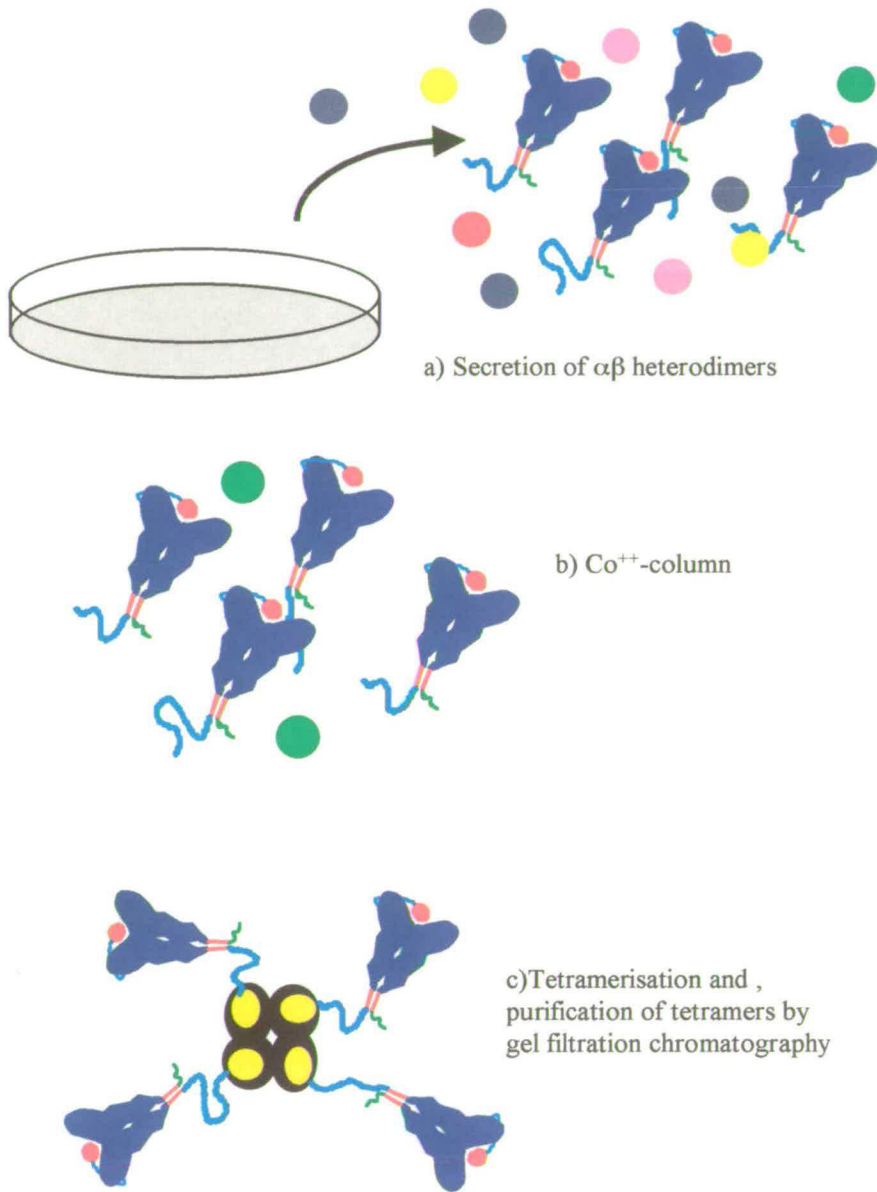 a) Secretion of αβ heterodimers
b) Co⁺⁺-column
c)Tetramerisation and ,
purification of tetramers by
gel filtration chromatography